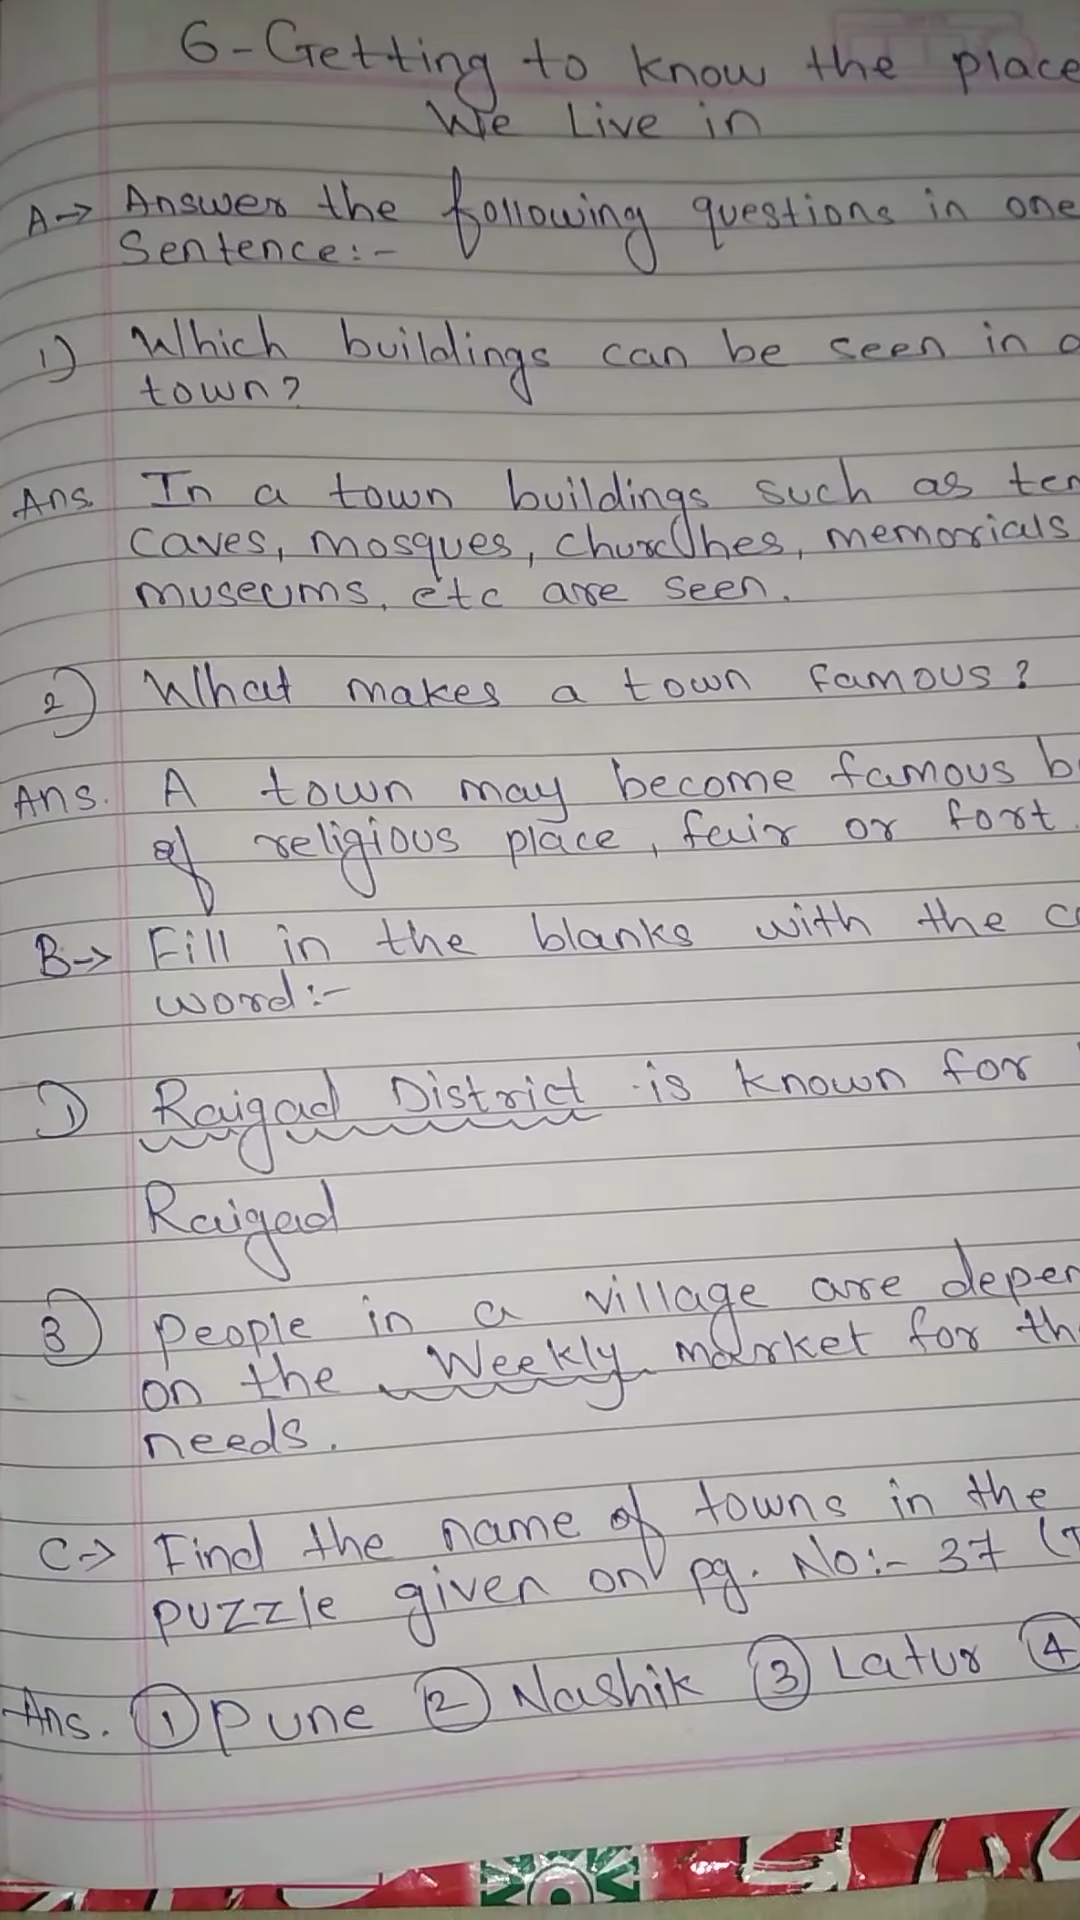 6-Getting to know the place
We Live in
A→ Answer the following questions in one
Sentence:-
1) Which buildings can be seen in a
town?
Ans. In a town buildings such as
caves, mosques, churches, memorials
museums, etc are seen.
2) What makes a town famous?
Ans. A town may become famous
of religious place, fair or fort
B→ Fill in the blanks with the
word:-
1) Raigad District is known for
Raigad
3) People in a village are
on the Weekly market for
needs.
C→ Find the name of towns in the
puzzle given on pg. No:- 37
Ans. 1 Pune 2 Nashik 3 Latur 4